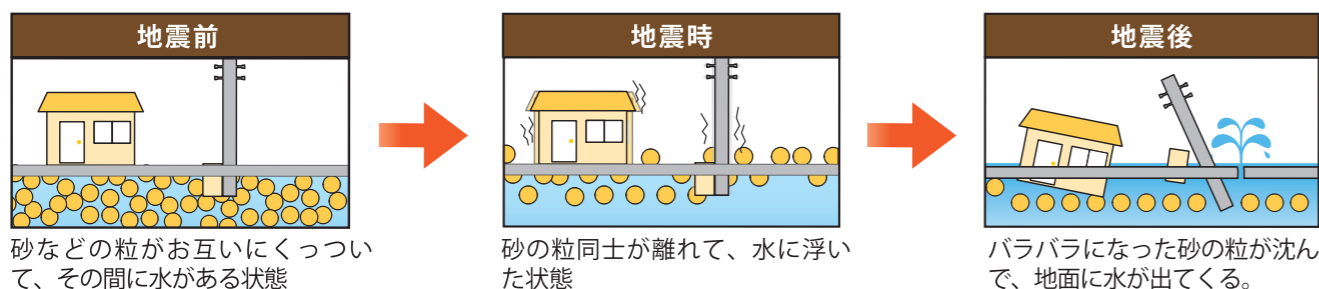 地震前
地震時
地震後
砂などの粒がお互いにくっつい
て、その間に水がある状態
砂の粒同士が離れて、水に浮い
た状態
バラバラになった砂の粒が沈ん
で、地面に水が出てくる。